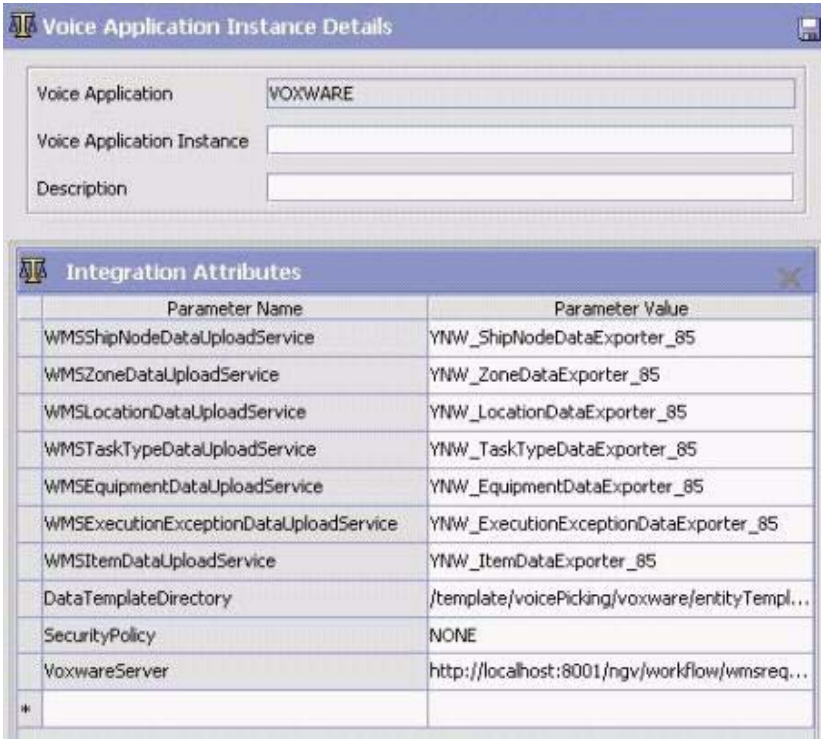 Voice Application Instance Details
Voice Application VOXWARE
Voice Application Instance
Description
Integration Attributes
Parameter Name Parameter Value
WMSShipNodeDataUploadService YNW_ShipNodeDataExporter_85
WMSZoneDataUploadService YNW_ZoneDataExporter_85
WMSLocationDataUploadService YNW_LocationDataExporter_85
WMSTaskTypeDataUploadService YNW_TaskTypeDataExporter_85
WMSEquipmentDataUploadService YNW_EquipmentDataExporter_85
WMSExecutionExceptionDataUploadService YNW_ExecutionExceptionDataExporter_85
WMSItemDataUploadService YNW_ItemDataExporter_85
DataTemplateDirectory /template/voicePicking/voxware/entityTempl...
SecurityPolicy NONE
VoxwareServer http://localhost:8001/ngv/workflow/wmsreq...
*